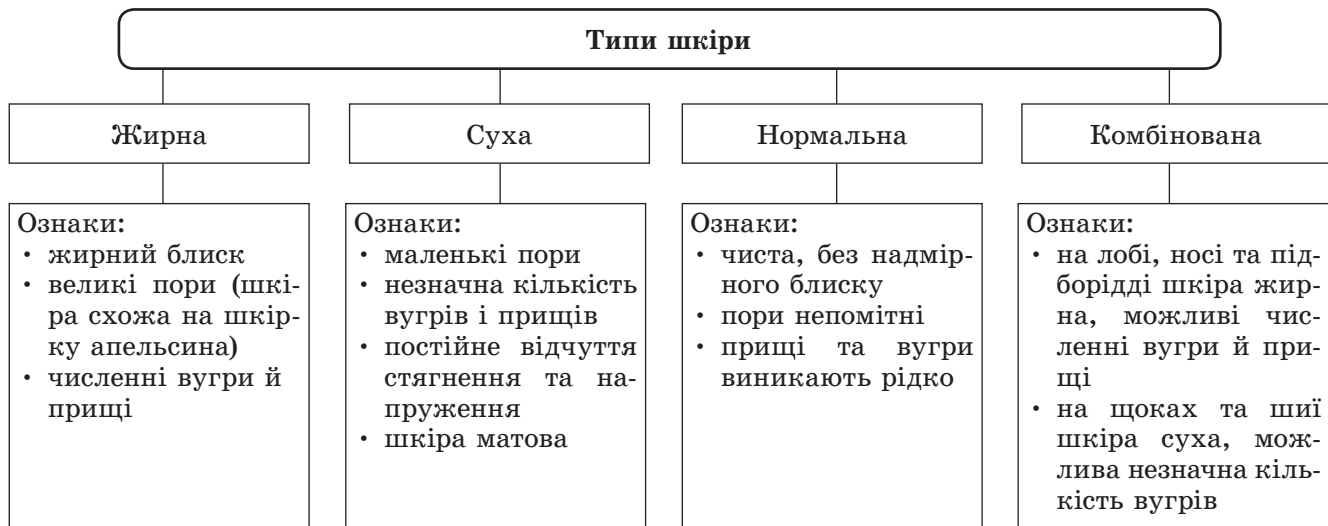 Типи шкіри
Жирна
Суха
Нормальна
Комбінована
Ознаки:
• жирний блиск
• великі пори (шкі-
ра схожа на шкір-
ку апельсина)
• численні вугри й
прищі
Ознаки:
• маленькі пори
• незначна кількість
вугрів і прищів
• постійне відчуття
стягнення та на-
пруження
• шкіра матова
Ознаки:
• чиста, без надмір-
ного блиску
• пори непомітні
• прищі та вугри
виникають рідко
Ознаки:
• на лобі, носі та під-
борідді шкіра жир-
на, можливі чис-
ленні вугри й при-
щі
• на щоках та шиї
шкіра суха, мож-
лива незначна кіль-
кість вугрів